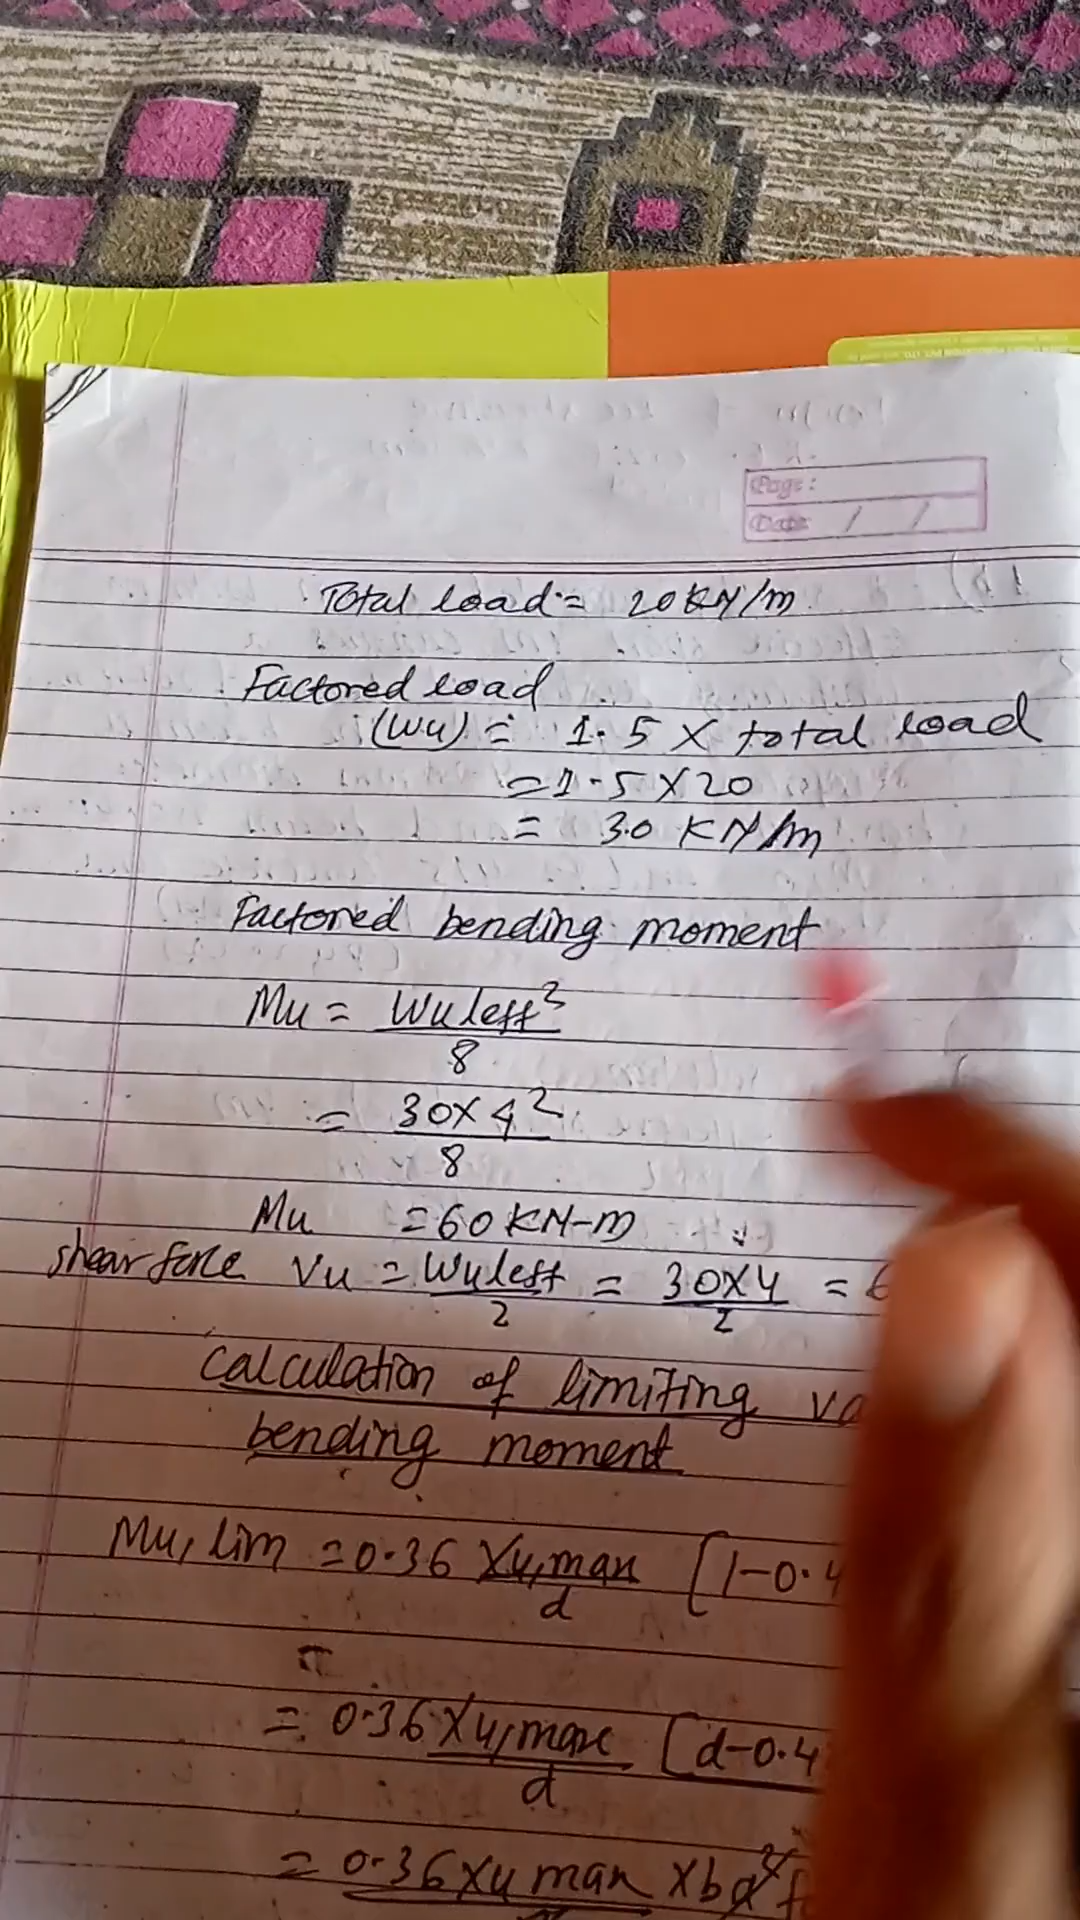 Page:
Date: / /
Total load = 20 KN/m
Factored load
(Wu) = 1.5 X total load
= 1.5 X 20
= 30 KN/m
Factored bending moment
Mu = Wuleff²
8
= 30 X 4²
8
Mu = 60 KN-m
shear force Vu = Wuleff = 30X4 =
2 2
calculation of limiting
bending moment
Mu, lim = 0.36 Xu,max [1-0.4
d
= 0.36 Xu,max [d-0.4
d
= 0.36 Xu max X bd²